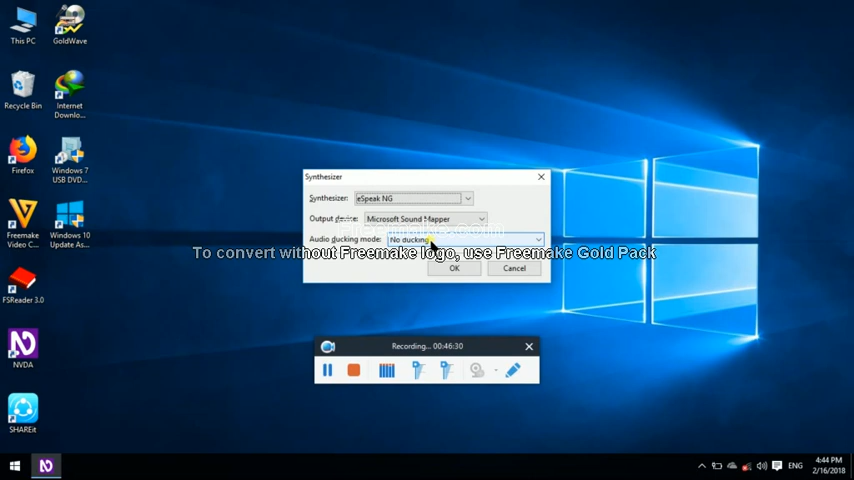 This PC
GoldWave
Recycle Bin
Internet
Downlo...
Firefox
Windows 7
USB DVD...
Freemake
Video C...
Windows 10
Update As...
FSReader 3.0
NVDA
SHAREit
Synthesizer
Synthesizer:
eSpeak NG
Output device:
Microsoft Sound Mapper
Audio ducking mode:
No ducking
To convert without Freemake logo, use Freemake Gold Pack
OK
Cancel
Recording... 00:46:30
ENG
4:44 PM
2/16/2018